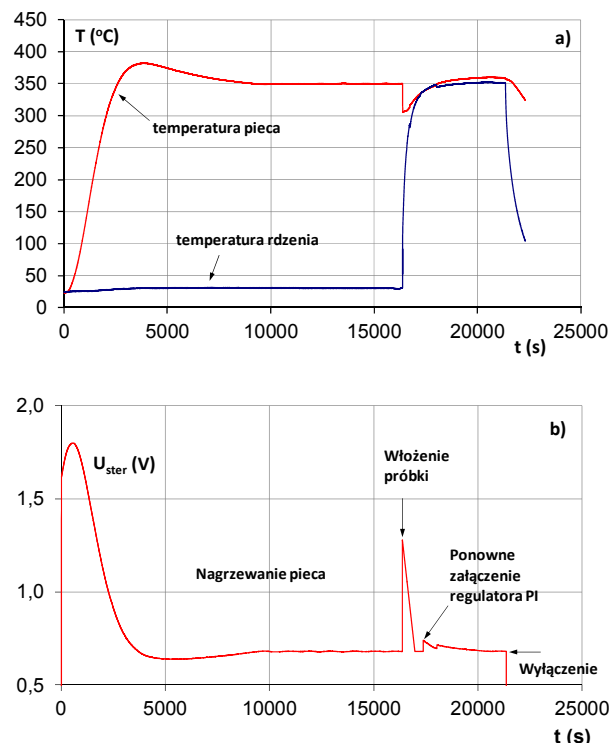 450
T (°C)
a)
400
350
300
temperatura pieca
250
200
150
temperatura rdzenia
100
50
0
0 5000 10000 15000 20000 25000
t (s)
2,0
b)
U_ster (V)
Włożenie
próbki
1,5
Ponowne
załączenie
regulatora PI
Nagrzewanie pieca
1,0
Wyłączenie
0,5
0 5000 10000 15000 20000 25000
t (s)